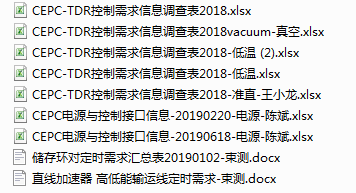 CEPC-TDR控制需求信息调查表2018.xlsx
CEPC-TDR控制需求信息调查表2018vacuum-真空.xlsx
CEPC-TDR控制需求信息调查表2018-低温 (2).xlsx
CEPC-TDR控制需求信息调查表2018-低温.xlsx
CEPC-TDR控制需求信息调查表2018-准直-王小龙.xlsx
CEPC电源与控制接口信息-20190220-电源-陈斌.xlsx
CEPC电源与控制接口信息-20190618-电源-陈斌.xlsx
储存环对定时需求汇总表20190102-束测.docx
直线加速器 高低能输运线定时需求-束测.docx